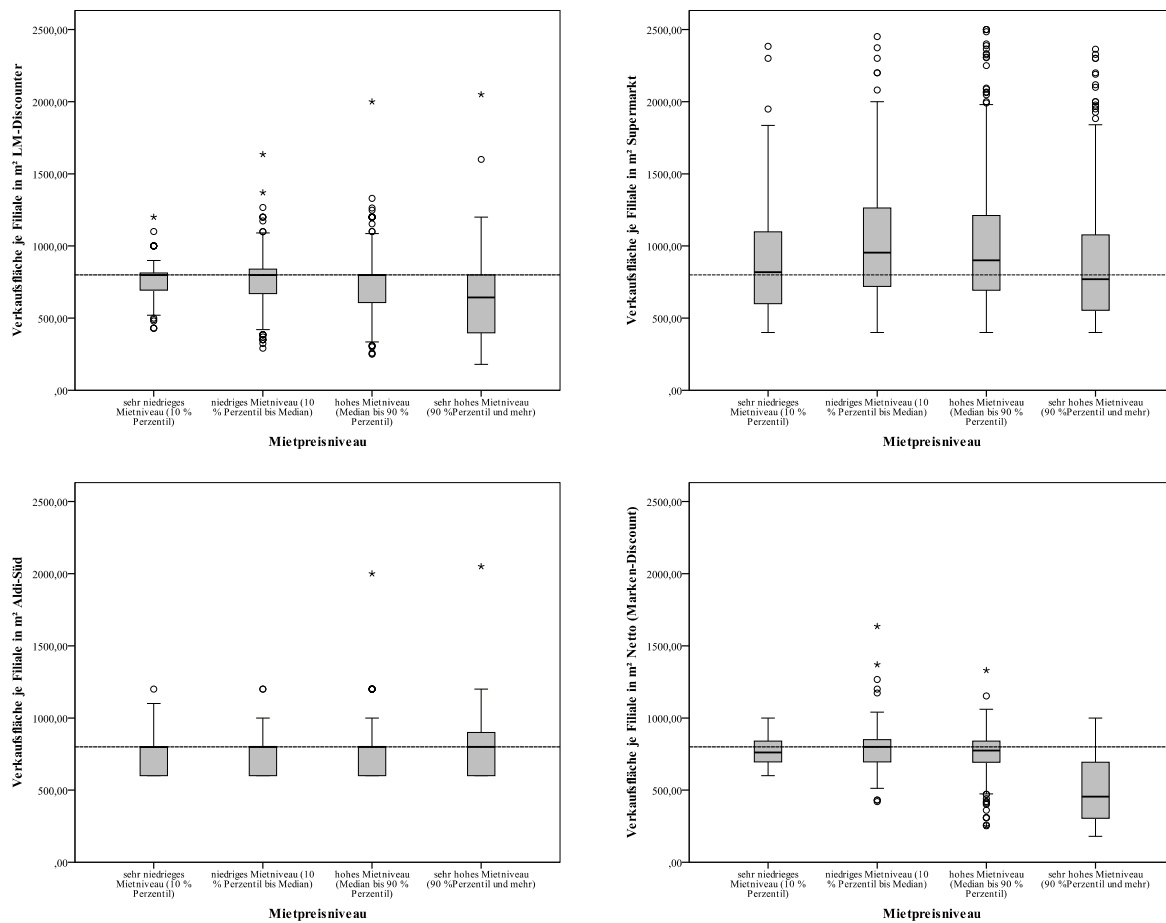 Verkaufsfläche je Filiale in m² LM-Discounter
2500,00
2000,00
1500,00
1000,00
500,00
,00
sehr niedrieges
Mietniveau (10 %
Perzentil)
niedriges Mietniveau (10
% Perzentil bis Median)
hohes Mietniveau
(Median bis 90 %
Perzentil)
sehr hohes Mietniveau
(90 %Perzentil und mehr)
Mietpreisniveau
Verkaufsfläche je Filiale in m² Supermarkt
2500,00
2000,00
1500,00
1000,00
500,00
,00
sehr niedrieges
Mietniveau (10 %
Perzentil)
niedriges Mietniveau (10
% Perzentil bis Median)
hohes Mietniveau
(Median bis 90 %
Perzentil)
sehr hohes Mietniveau
(90 %Perzentil und mehr)
Mietpreisniveau
Verkaufsfläche je Filiale in m² Aldi-Süd
2500,00
2000,00
1500,00
1000,00
500,00
,00
sehr niedrieges
Mietniveau (10 %
Perzentil)
niedriges Mietniveau (10
% Perzentil bis Median)
hohes Mietniveau
(Median bis 90 %
Perzentil)
sehr hohes Mietniveau
(90 %Perzentil und mehr)
Mietpreisniveau
Verkaufsfläche je Filiale in m² Netto (Marken-Discount)
2500,00
2000,00
1500,00
1000,00
500,00
,00
sehr niedrieges
Mietniveau (10 %
Perzentil)
niedriges Mietniveau (10
% Perzentil bis Median)
hohes Mietniveau
(Median bis 90 %
Perzentil)
sehr hohes Mietniveau
(90 %Perzentil und mehr)
Mietpreisniveau